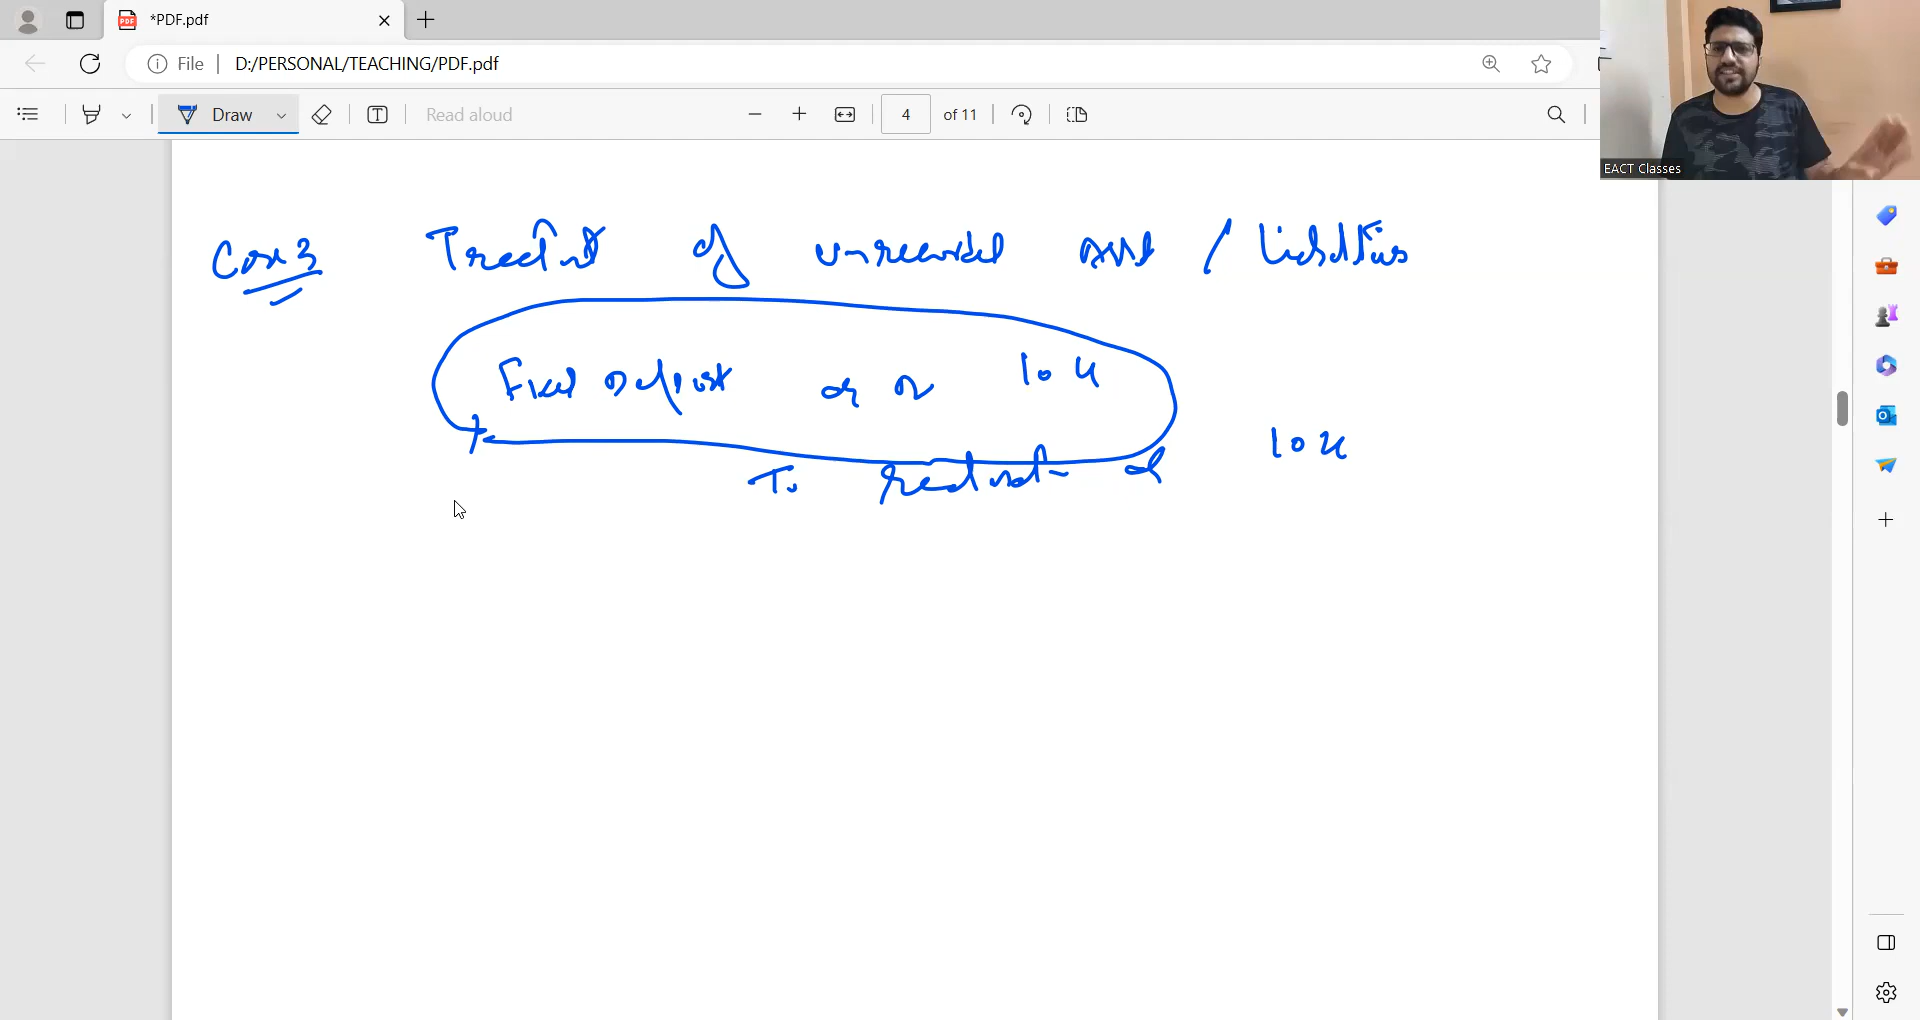 *PDF.pdf
File D:/PERSONAL/TEACHING/PDF.pdf
Draw Read aloud 4 of 11
EACT Classes
Case 3 Treatment of unrecorded asset / Liabilities
Fixed Deposit a/c Dr 10 L
To Realisation a/c 10 L